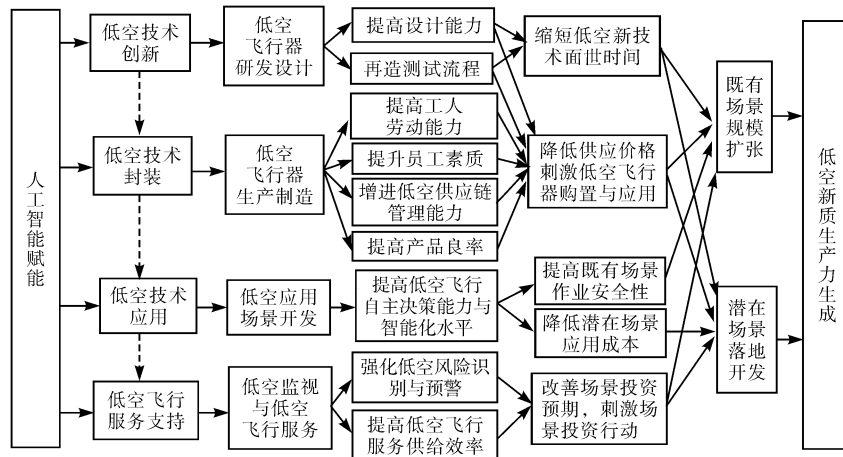 人工智能赋能
低空技术
创新
低空技术
封装
低空技术
应用
低空飞行
服务支持
低空
飞行器
研发设计
低空
飞行器
生产制造
低空应用
场景开发
低空监视
与低空
飞行服务
提高设计能力
再造测试流程
提高工人
劳动能力
提升员工素质
增进低空供应链
管理能力
提高产品良率
提高低空飞行
自主决策能力与
智能化水平
强化低空风险识
别与预警
提高低空飞行
服务供给效率
缩短低空新技
术面世时间
降低供应价格
刺激低空飞行
器购置与应用
提高既有场景
作业安全性
降低潜在场景
应用成本
改善场景投资
预期，刺激场
景投资行动
既有
场景
规模
扩张
潜在
场景
落地
开发
低空新质生产力生成